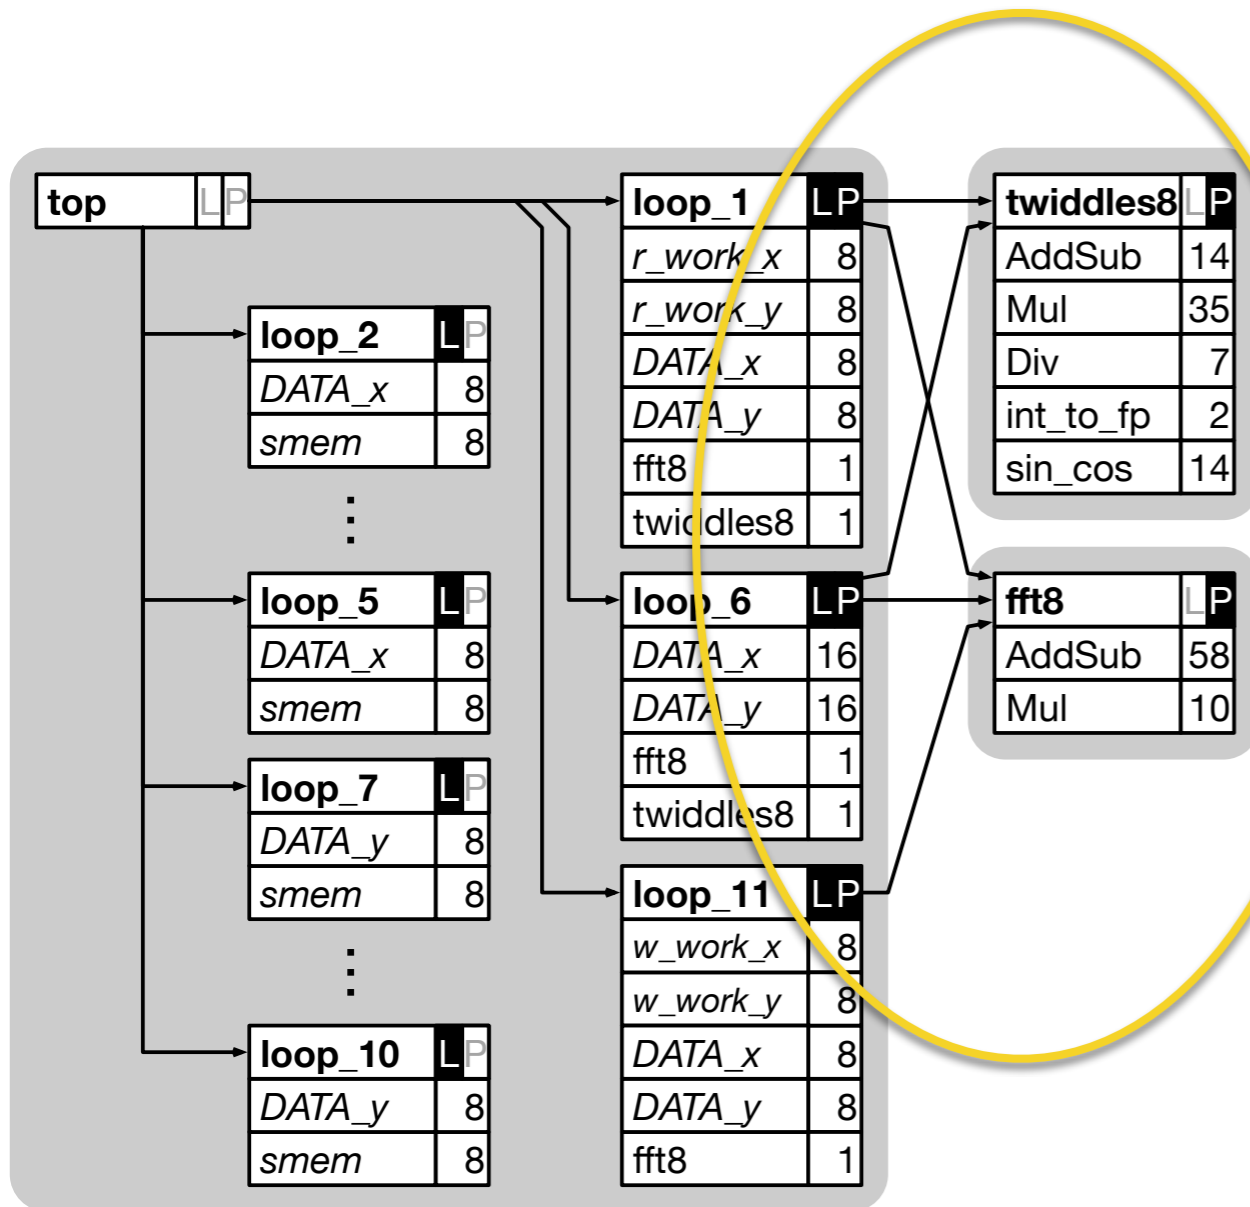 top LP
loop_2 LP
DATA_x 8
smem 8
loop_5 LP
DATA_x 8
smem 8
loop_7 LP
DATA_y 8
smem 8
loop_10 LP
DATA_y 8
smem 8
loop_1 LP
r_work_x 8
r_work_y 8
DATA_x 8
DATA_y 8
fft8 1
twiddles8 1
loop_6 LP
DATA_x 16
DATA_y 16
fft8 1
twiddles8 1
loop_11 LP
w_work_x 8
w_work_y 8
DATA_x 8
DATA_y 8
fft8 1
twiddles8 LP
AddSub 14
Mul 35
Div 7
int_to_fp 2
sin_cos 14
fft8 LP
AddSub 58
Mul 10